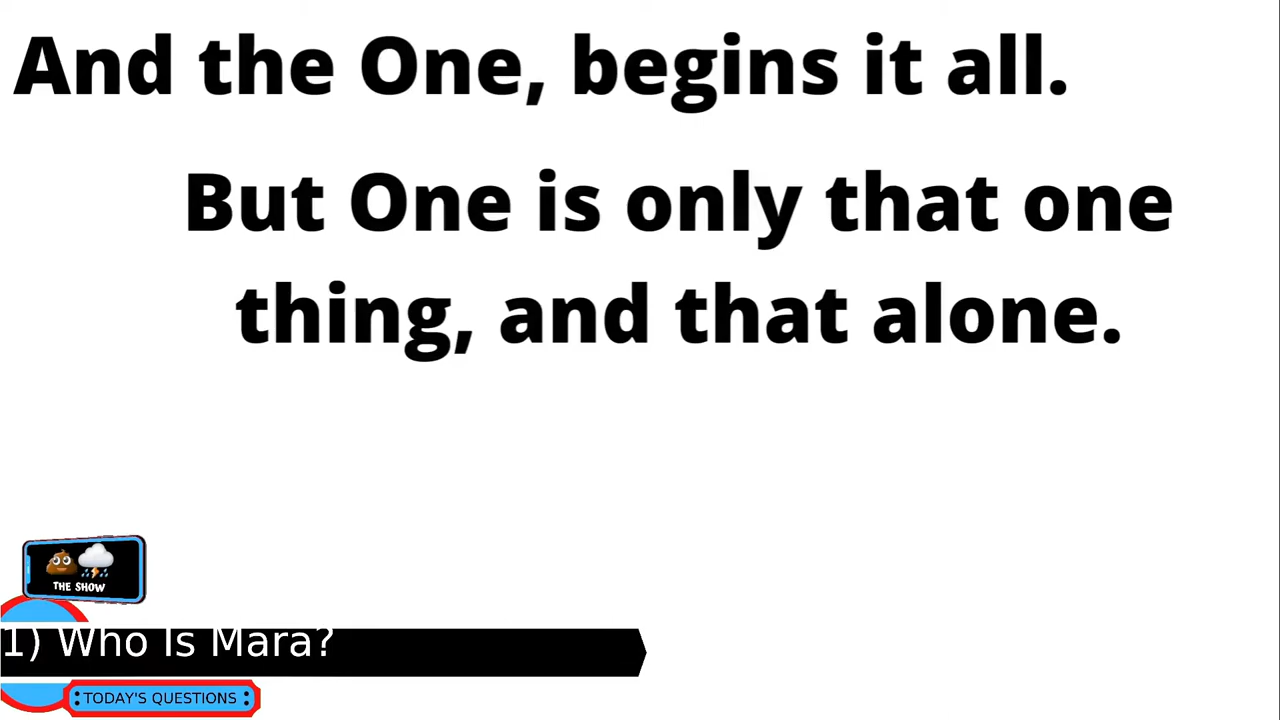 And the One, begins it all.
But One is only that one
thing, and that alone.
THE SHOW
1) Who Is Mara?
TODAY'S QUESTIONS